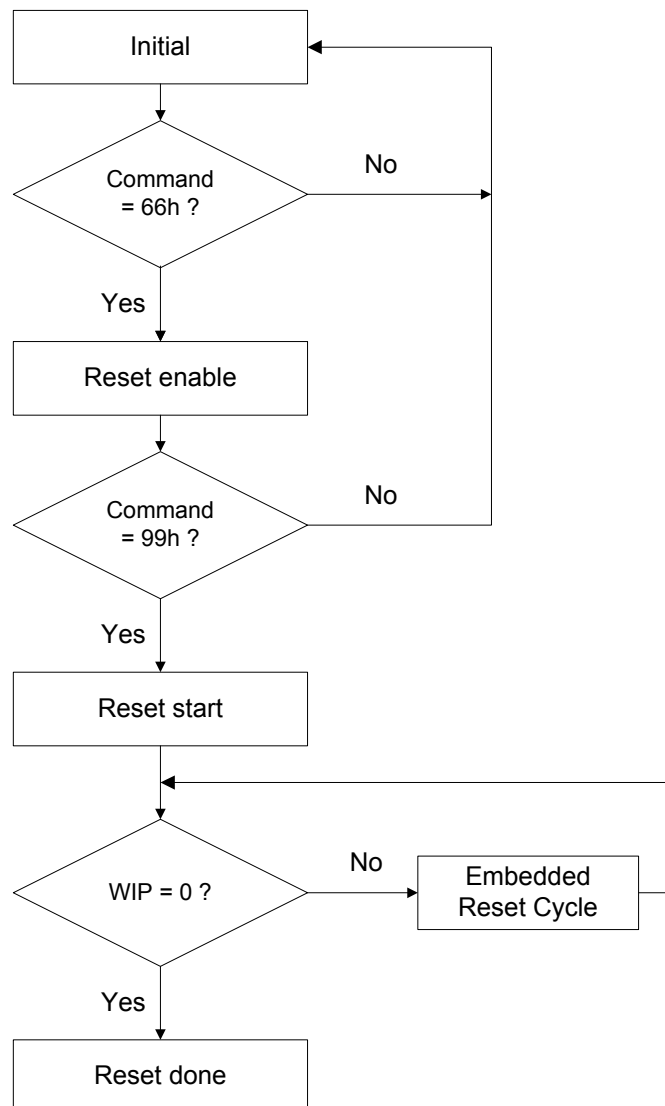 Initial
No
Command
= 66h ?
Yes
Reset enable
No
Command
= 99h ?
Yes
Reset start
No
WIP = 0 ?
Embedded
Reset Cycle
Yes
Reset done